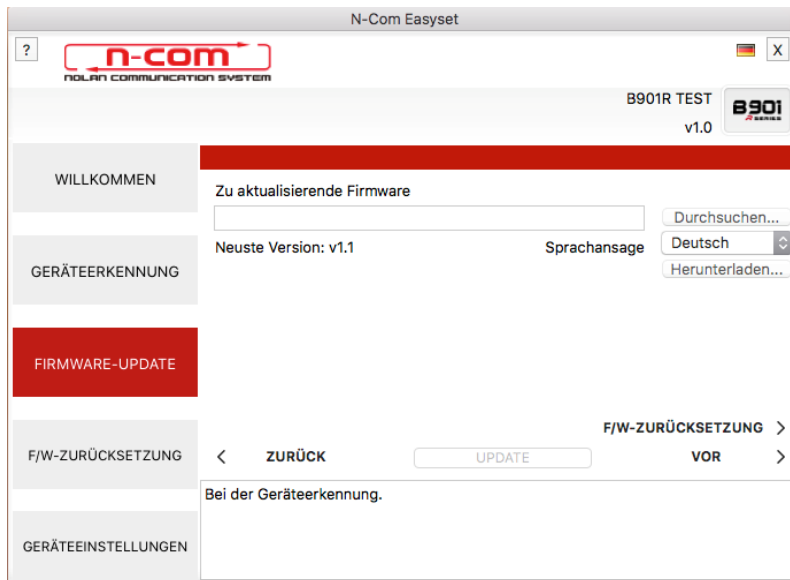 N-Com Easyset
?
n-com
NOLAN COMMUNICATION SYSTEM
X
B901R TEST
v1.0
B901
R SERIES
WILLKOMMEN
GERÄTEERKENNUNG
FIRMWARE-UPDATE
F/W-ZURÜCKSETZUNG
GERÄTEEINSTELLUNGEN
Zu aktualisierende Firmware
Durchsuchen...
Neuste Version: v1.1 Sprachansage Deutsch
Herunterladen...
F/W-ZURÜCKSETZUNG >
< ZURÜCK UPDATE VOR >
Bei der Geräteerkennung.